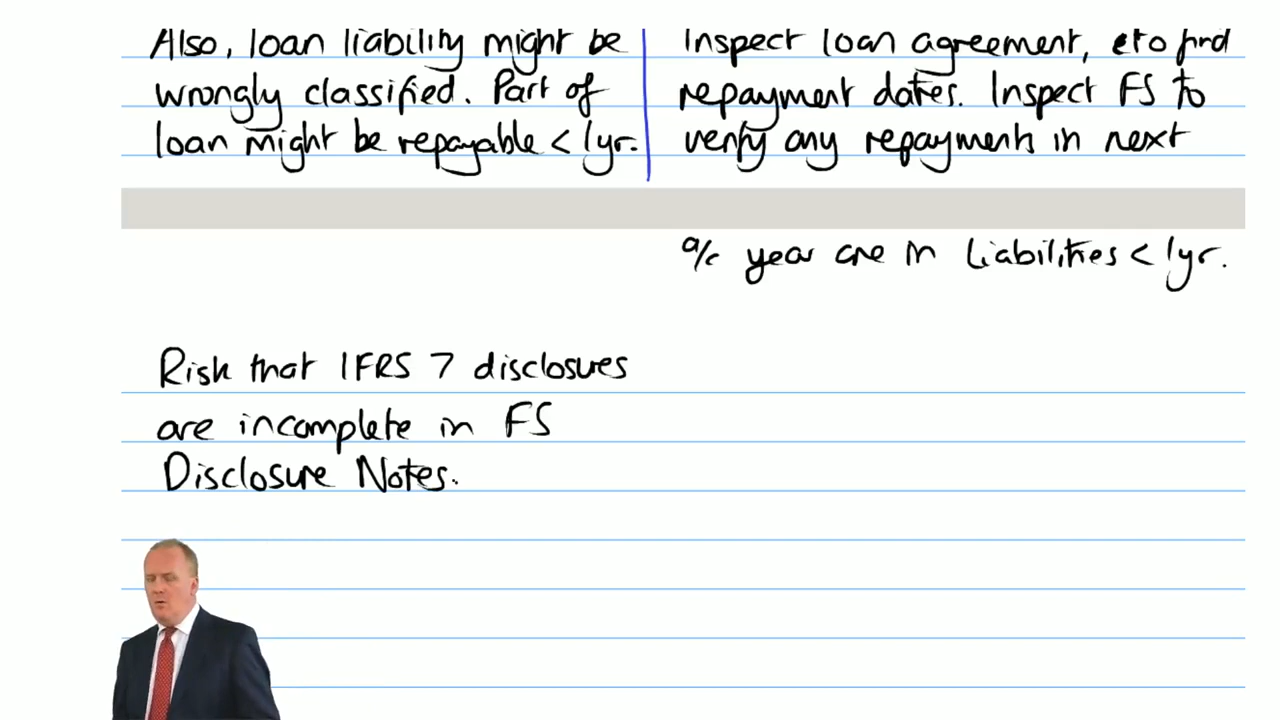 Also, loan liability might be
wrongly classified. Part of
loan might be repayable < 1yr.
Inspect loan agreement, to find
repayment dates. Inspect FS to
verify any repayments in next
a/c year are in liabilities < 1yr.
Risk that IFRS 7 disclosures
are incomplete in FS
Disclosure Notes.